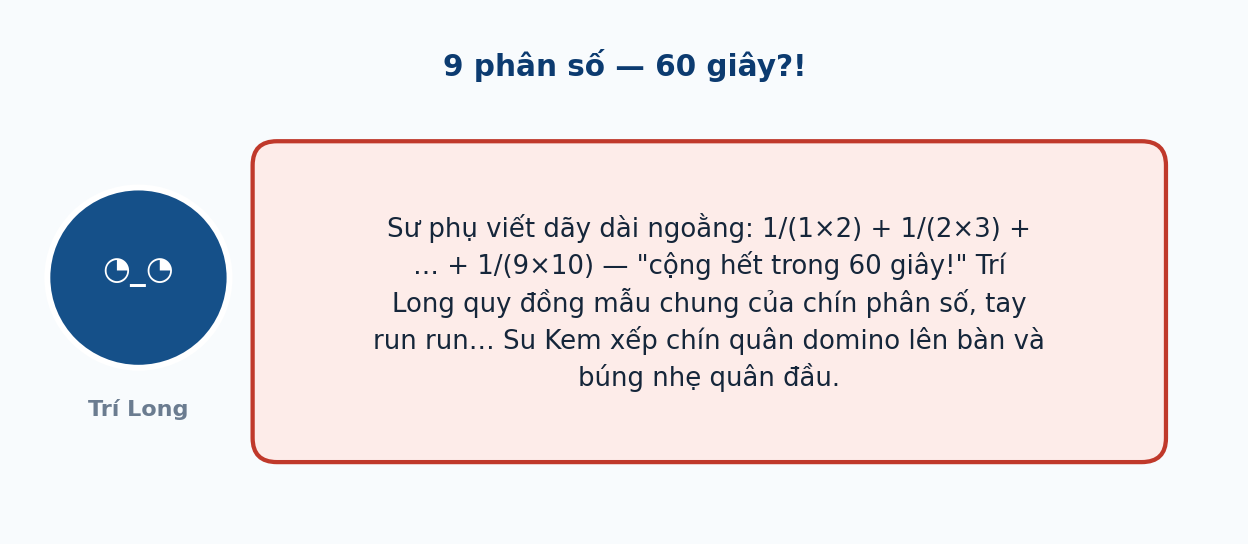 9 phân số — 60 giây?!
Sư phụ viết dãy dài ngoằng: 1/(1×2) + 1/(2×3) +
… + 1/(9×10) — "cộng hết trong 60 giây!" Trí
Long quy đồng mẫu chung của chín phân số, tay
run run… Su Kem xếp chín quân domino lên bàn và
búng nhẹ quân đầu.
◔_◔
Trí Long